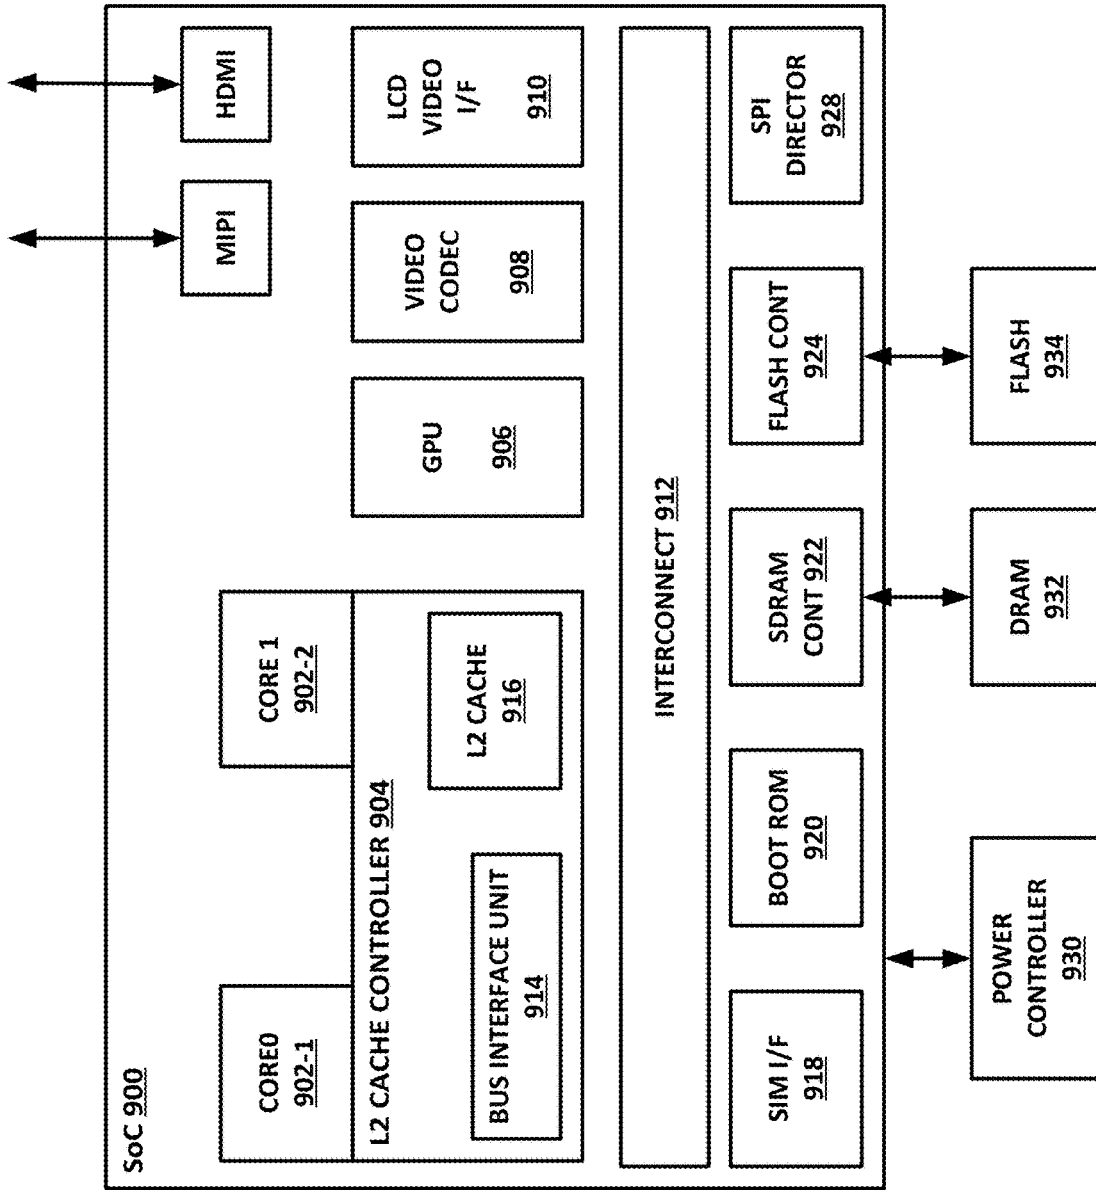 SoC 900
CORE0
902-1
CORE 1
902-2
L2 CACHE CONTROLLER 904
BUS INTERFACE UNIT
914
L2 CACHE
916
GPU
906
VIDEO
CODEC
908
LCD
VIDEO
I/F
910
MIPI
HDMI
INTERCONNECT 912
SIM I/F
918
BOOT ROM
920
SDRAM
CONT 922
FLASH CONT
924
SPI
DIRECTOR
928
POWER
CONTROLLER
930
DRAM
932
FLASH
934